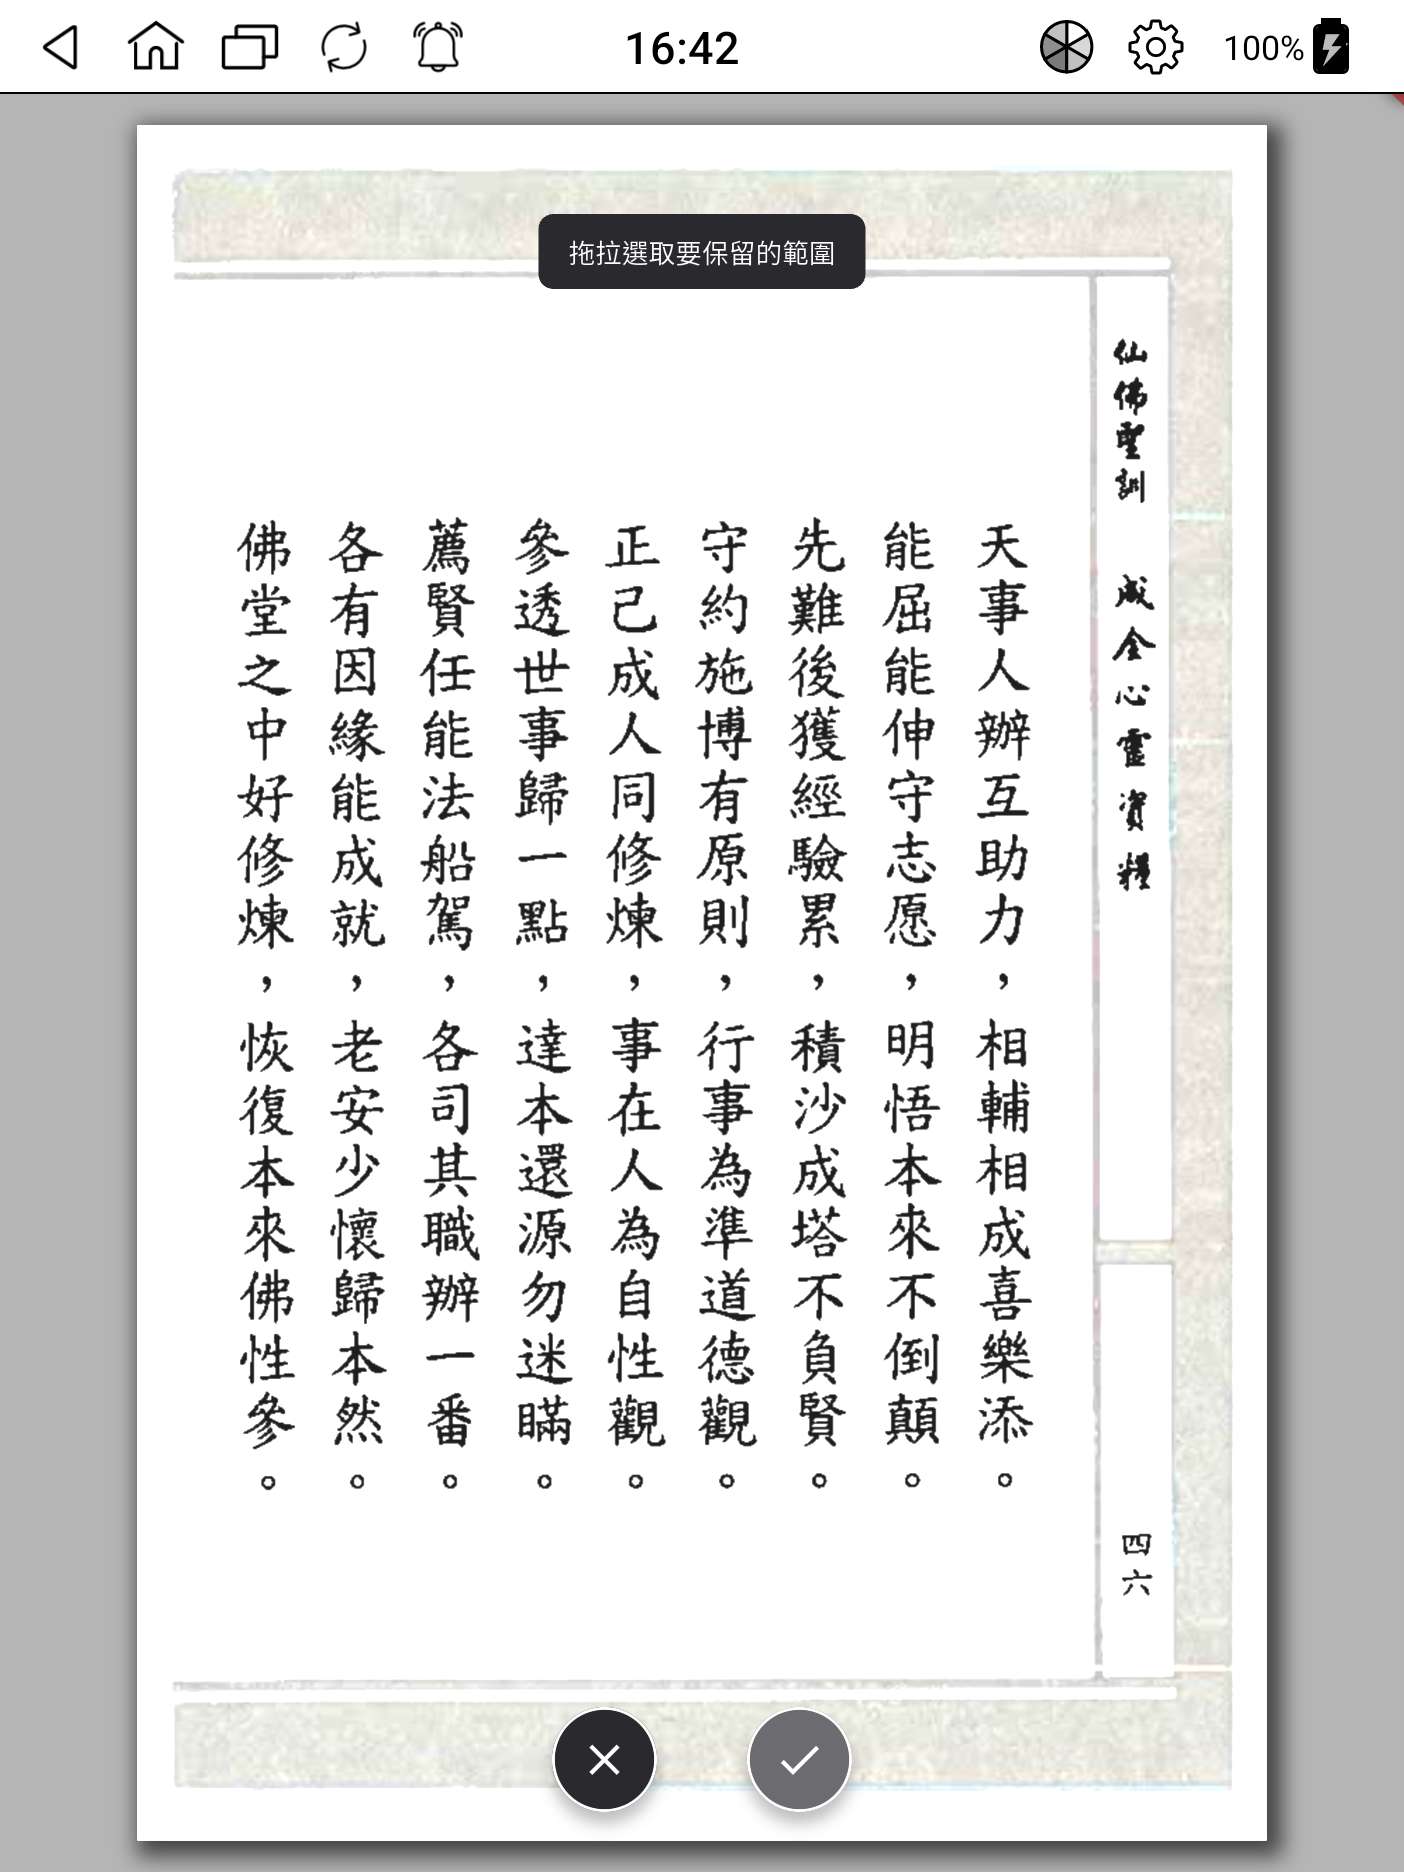 16:42
100%
拖拉選取要保留的範圍
仙佛聖訓 成全心靈資糧
四六
天事人辦互助力，相輔相成喜樂添。
能屈能伸守志愿，明悟本來不倒顛。
先難後獲經驗累，積沙成塔不負賢。
守約施博有原則，行事為準道德觀。
正己成人同修煉，事在人為自性觀。
參透世事歸一點，達本還源勿迷瞞。
薦賢任能法船駕，各司其職辦一番。
各有因緣能成就，老安少懷歸本然。
佛堂之中好修煉，恢復本來佛性參。